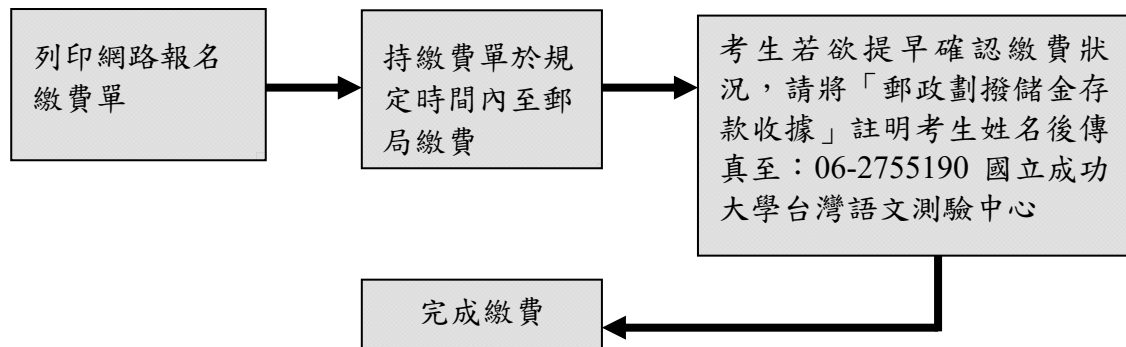 列印網路報名
繳費單
持繳費單於規
定時間內至郵
局繳費
考生若欲提早確認繳費狀
況，請將「郵政劃撥儲金存
款收據」註明考生姓名後傳
真至：06-2755190 國立成功
大學台灣語文測驗中心
完成繳費